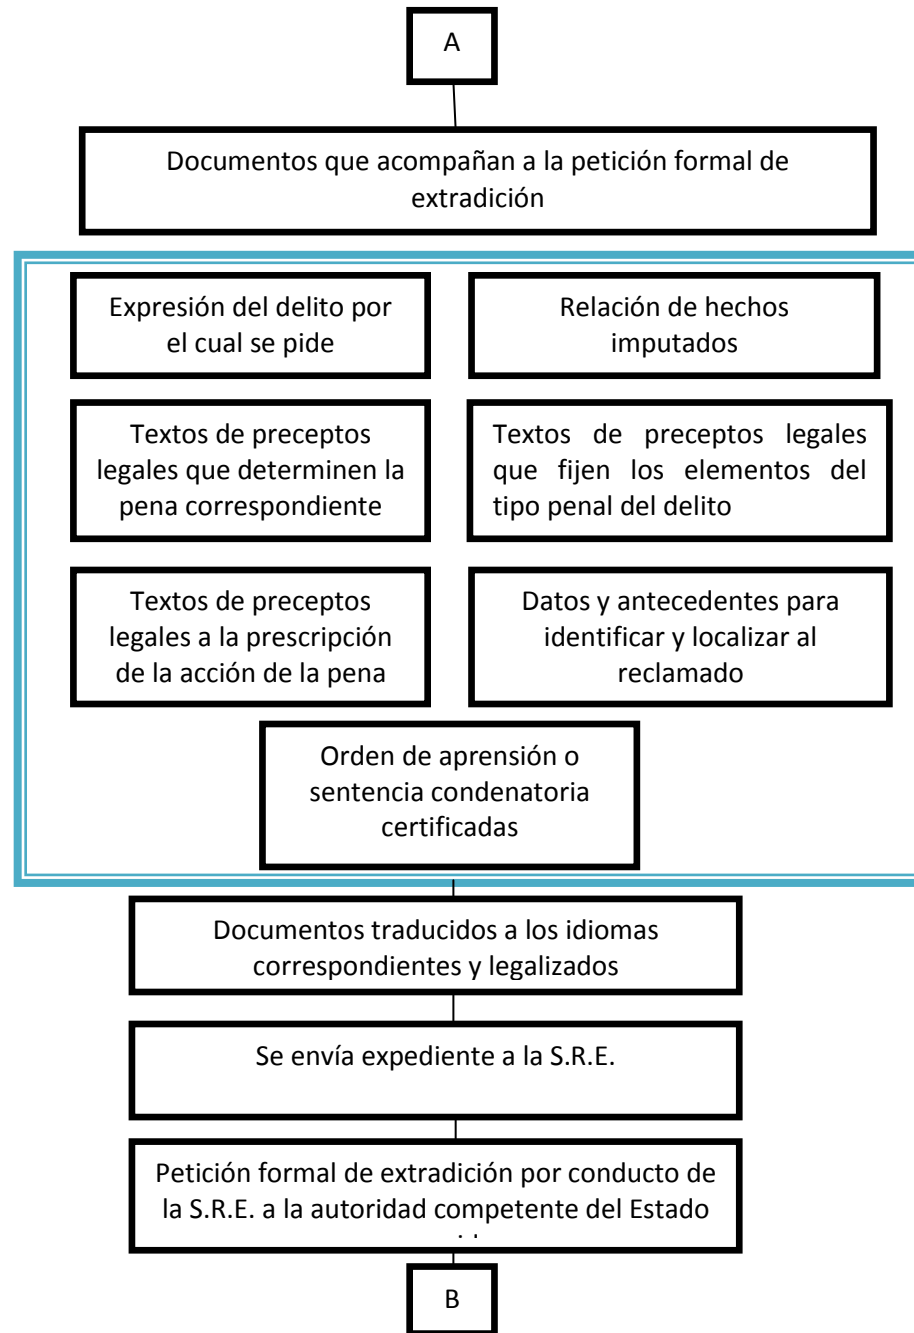 A
Documentos que acompañan a la petición formal de
extradición
Expresión del delito por
el cual se pide
Relación de hechos
imputados
Textos de preceptos
legales que determinen la
pena correspondiente
Textos de preceptos legales
que fijen los elementos del
tipo penal del delito
Textos de preceptos
legales a la prescripción
de la acción de la pena
Datos y antecedentes para
identificar y localizar al
reclamado
Orden de aprensión o
sentencia condenatoria
certificadas
Documentos traducidos a los idiomas
correspondientes y legalizados
Se envía expediente a la S.R.E.
Petición formal de extradición por conducto de
la S.R.E. a la autoridad competente del Estado
B